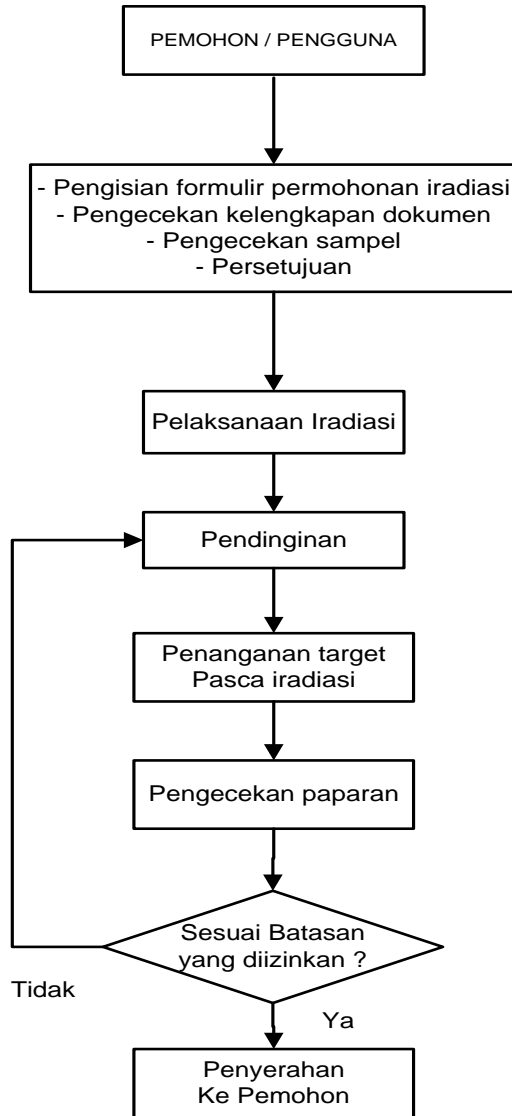 PEMOHON / PENGGUNA
- Pengisian formulir permohonan iradiasi
- Pengecekan kelengkapan dokumen
- Pengecekan sampel
- Persetujuan
Pelaksanaan Iradiasi
Pendinginan
Penanganan target
Pasca iradiasi
Pengecekan paparan
Sesuai Batasan
yang diizinkan ?
Tidak
Ya
Penyerahan
Ke Pemohon